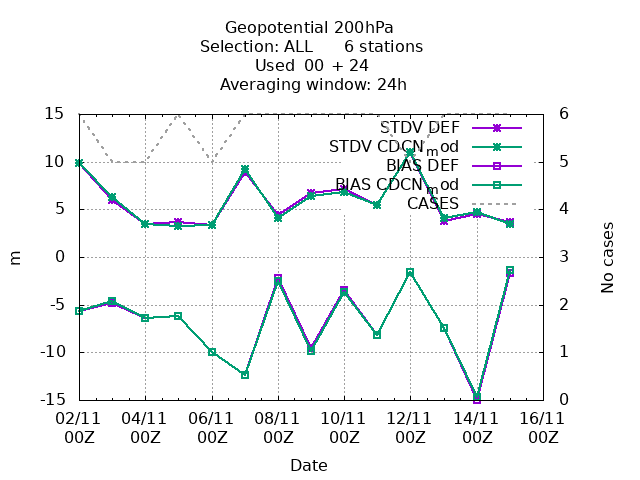 Geopotential 200hPa
Selection: ALL 6 stations
Used 00 + 24
Averaging window: 24h
15
10
5
0
-5
-10
-15
m
6
5
4
3
2
1
0
No cases
STDV DEF
STDV CDCN_mod
BIAS DEF
BIAS CDCN_mod
CASES
02/11 04/11 06/11 08/11 10/11 12/11 14/11 16/11
00Z 00Z 00Z 00Z 00Z 00Z 00Z 00Z
Date